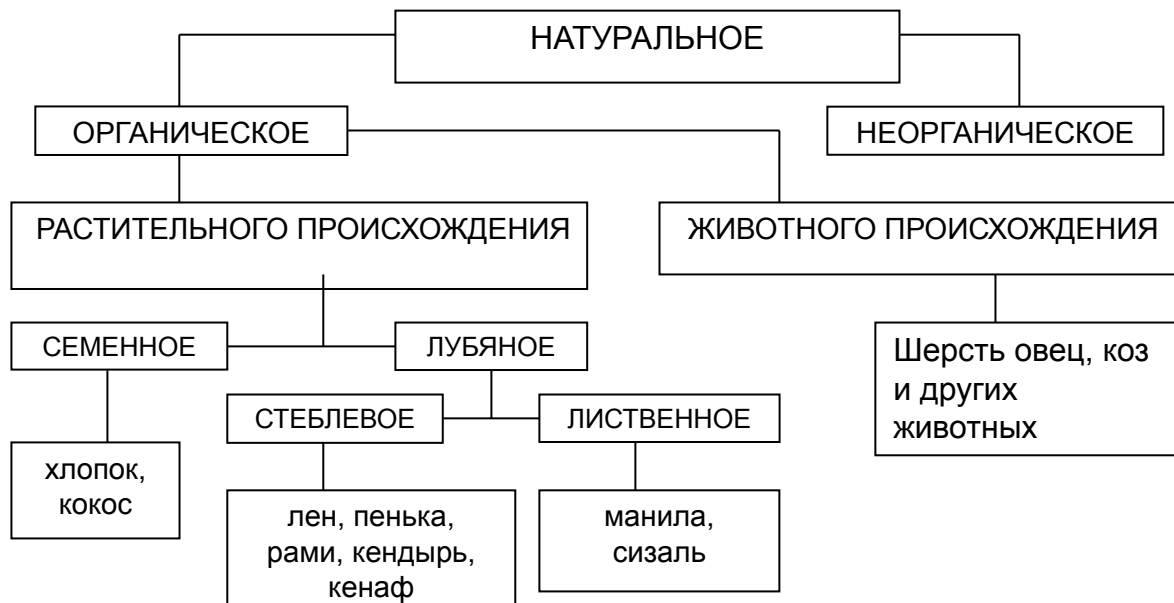 НАТУРАЛЬНОЕ
ОРГАНИЧЕСКОЕ
НЕОРГАНИЧЕСКОЕ
РАСТИТЕЛЬНОГО ПРОИСХОЖДЕНИЯ
ЖИВОТНОГО ПРОИСХОЖДЕНИЯ
СЕМЕННОЕ
ЛУБЯНОЕ
Шерсть овец, коз
и других
животных
СТЕБЛЕВОЕ
ЛИСТВЕННОЕ
хлопок,
кокос
лен, пенька,
рами, кендырь,
кенаф
манила,
сизаль